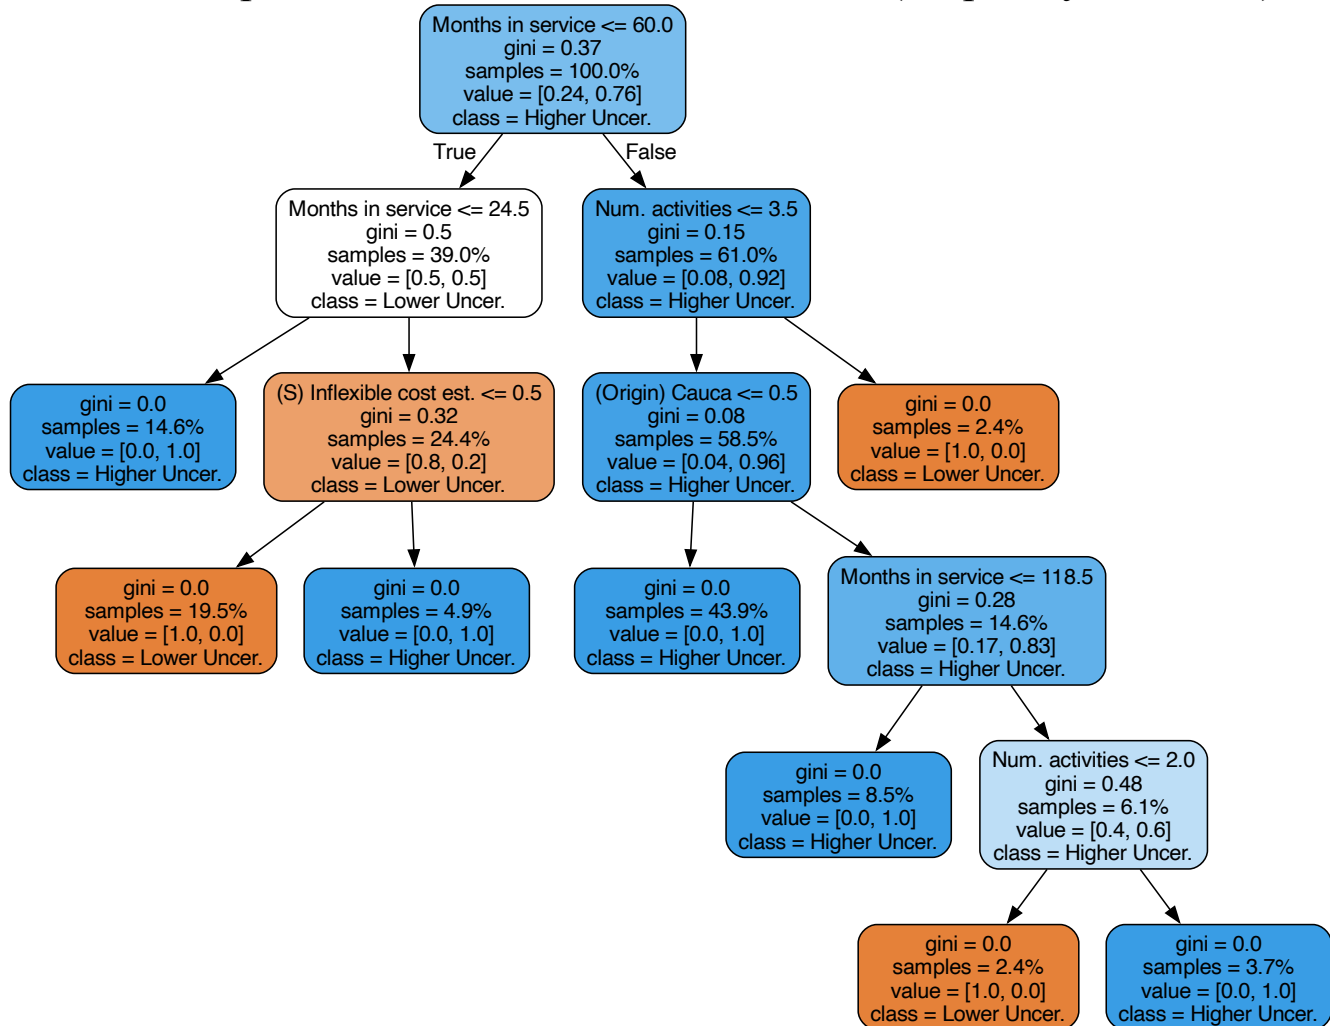 Months in service <= 60.0
gini = 0.37
samples = 100.0%
value = [0.24, 0.76]
class = Higher Uncer.
True
False
Months in service <= 24.5
gini = 0.5
samples = 39.0%
value = [0.5, 0.5]
class = Lower Uncer.
Num. activities <= 3.5
gini = 0.15
samples = 61.0%
value = [0.08, 0.92]
class = Higher Uncer.
gini = 0.0
samples = 14.6%
value = [0.0, 1.0]
class = Higher Uncer.
(S) Inflexible cost est. <= 0.5
gini = 0.32
samples = 24.4%
value = [0.8, 0.2]
class = Lower Uncer.
(Origin) Cauca <= 0.5
gini = 0.08
samples = 58.5%
value = [0.04, 0.96]
class = Higher Uncer.
gini = 0.0
samples = 2.4%
value = [1.0, 0.0]
class = Lower Uncer.
gini = 0.0
samples = 19.5%
value = [1.0, 0.0]
class = Lower Uncer.
gini = 0.0
samples = 4.9%
value = [0.0, 1.0]
class = Higher Uncer.
gini = 0.0
samples = 43.9%
value = [0.0, 1.0]
class = Higher Uncer.
Months in service <= 118.5
gini = 0.28
samples = 14.6%
value = [0.17, 0.83]
class = Higher Uncer.
gini = 0.0
samples = 8.5%
value = [0.0, 1.0]
class = Higher Uncer.
Num. activities <= 2.0
gini = 0.48
samples = 6.1%
value = [0.4, 0.6]
class = Higher Uncer.
gini = 0.0
samples = 2.4%
value = [1.0, 0.0]
class = Lower Uncer.
gini = 0.0
samples = 3.7%
value = [0.0, 1.0]
class = Higher Uncer.